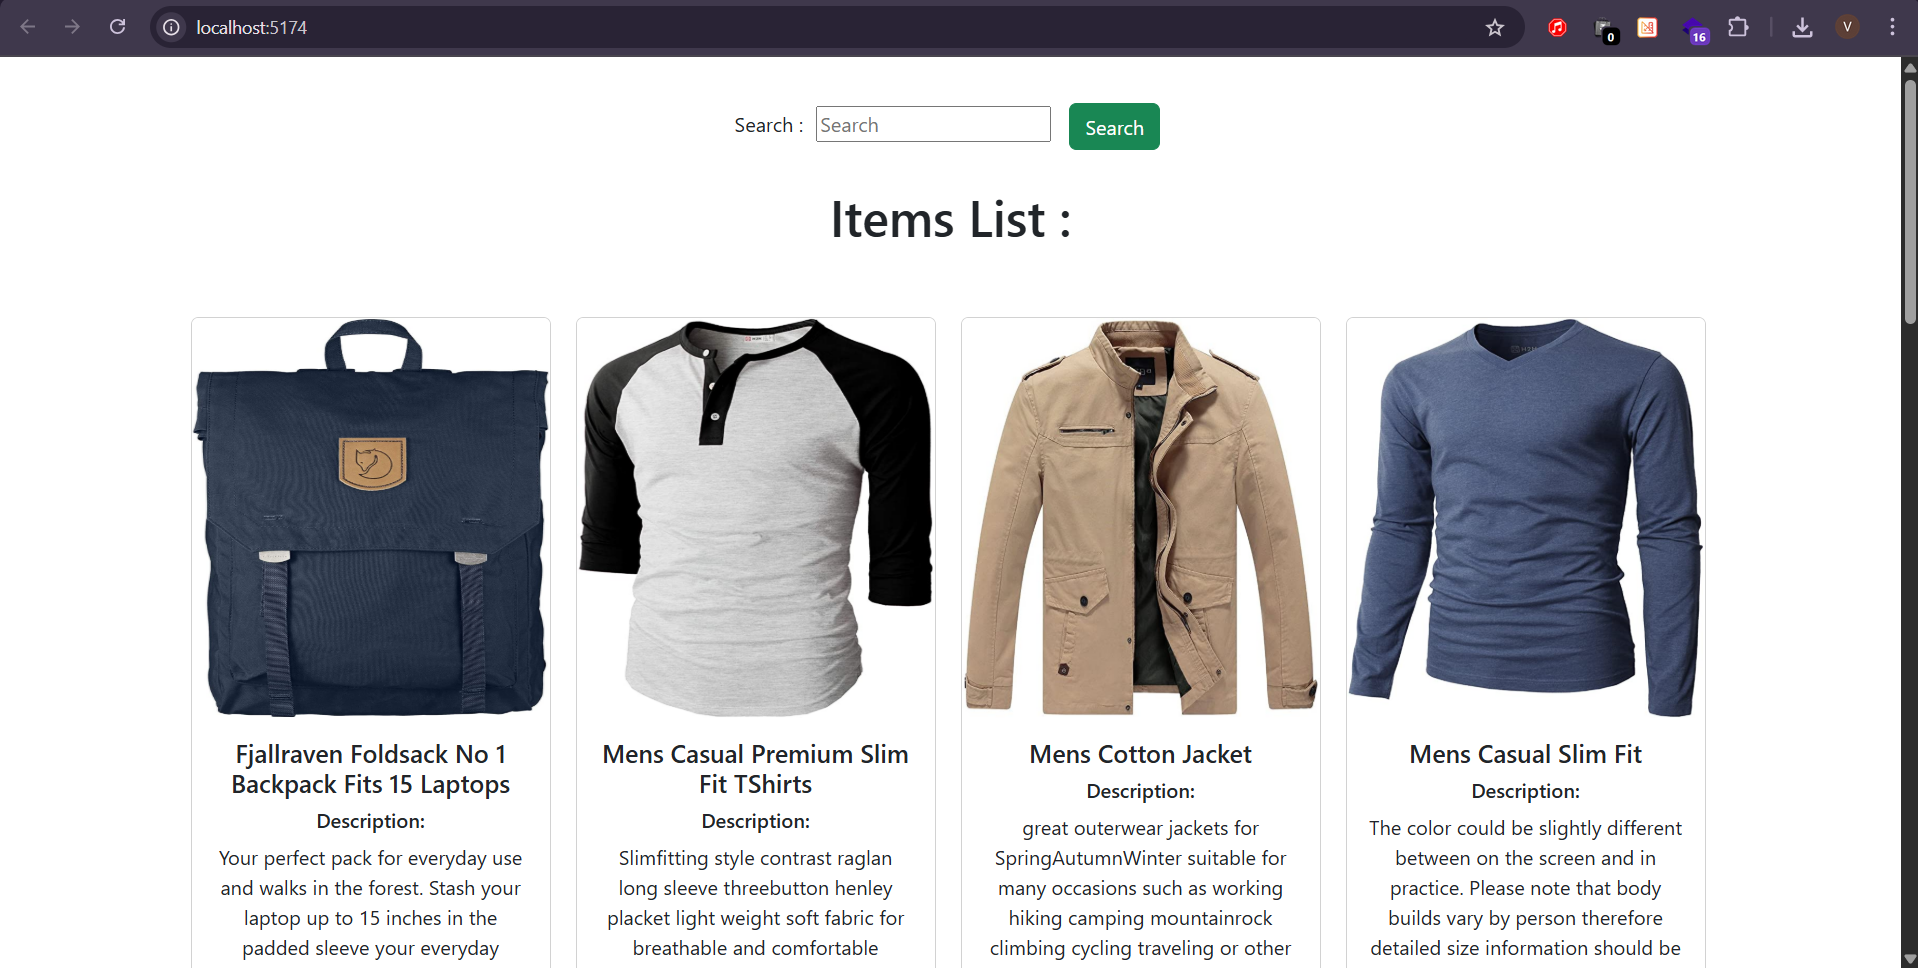 localhost:5174
0
16
V
Search :
Search
Search
Items List :
Fjallraven Foldsack No 1
Backpack Fits 15 Laptops
Description:
Your perfect pack for everyday use
and walks in the forest. Stash your
laptop up to 15 inches in the
padded sleeve your everyday
Mens Casual Premium Slim
Fit TShirts
Description:
Slimfitting style contrast raglan
long sleeve threebutton henley
placket light weight soft fabric for
breathable and comfortable
Mens Cotton Jacket
Description:
great outerwear jackets for
SpringAutumnWinter suitable for
many occasions such as working
hiking camping mountainrock
climbing cycling traveling or other
Mens Casual Slim Fit
Description:
The color could be slightly different
between on the screen and in
practice. Please note that body
builds vary by person therefore
detailed size information should be